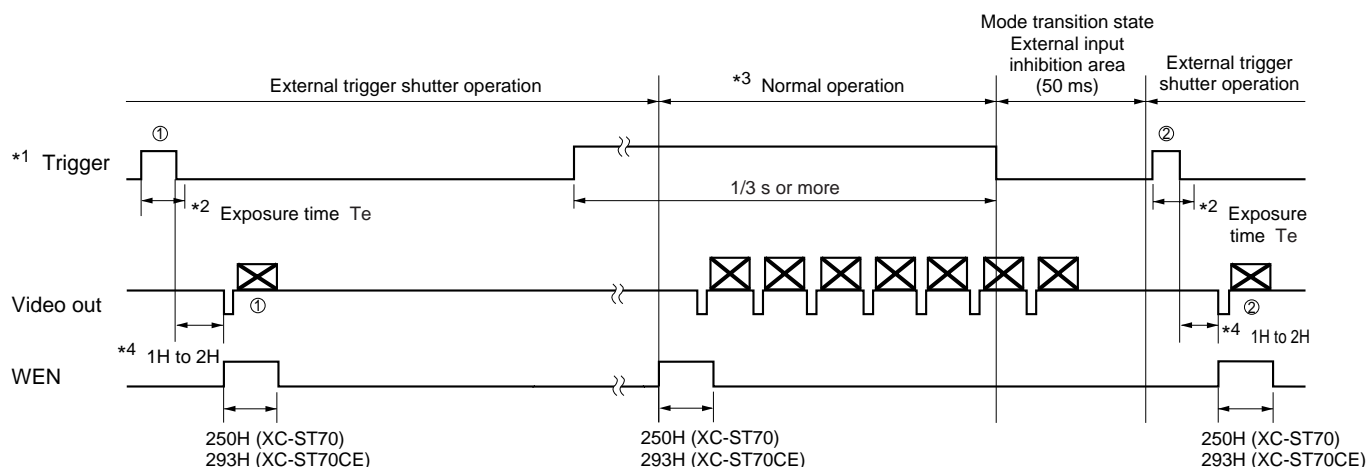 Mode transition state
External input
inhibition area
(50 ms)
External trigger shutter operation
*3 Normal operation
External trigger
shutter operation
①
②
*1 Trigger
1/3 s or more
*2 Exposure time Te
*2 Exposure
time Te
Video out
①
②
*4 1H to 2H
*4 1H to 2H
WEN
250H (XC-ST70)
293H (XC-ST70CE)
250H (XC-ST70)
293H (XC-ST70CE)
250H (XC-ST70)
293H (XC-ST70CE)